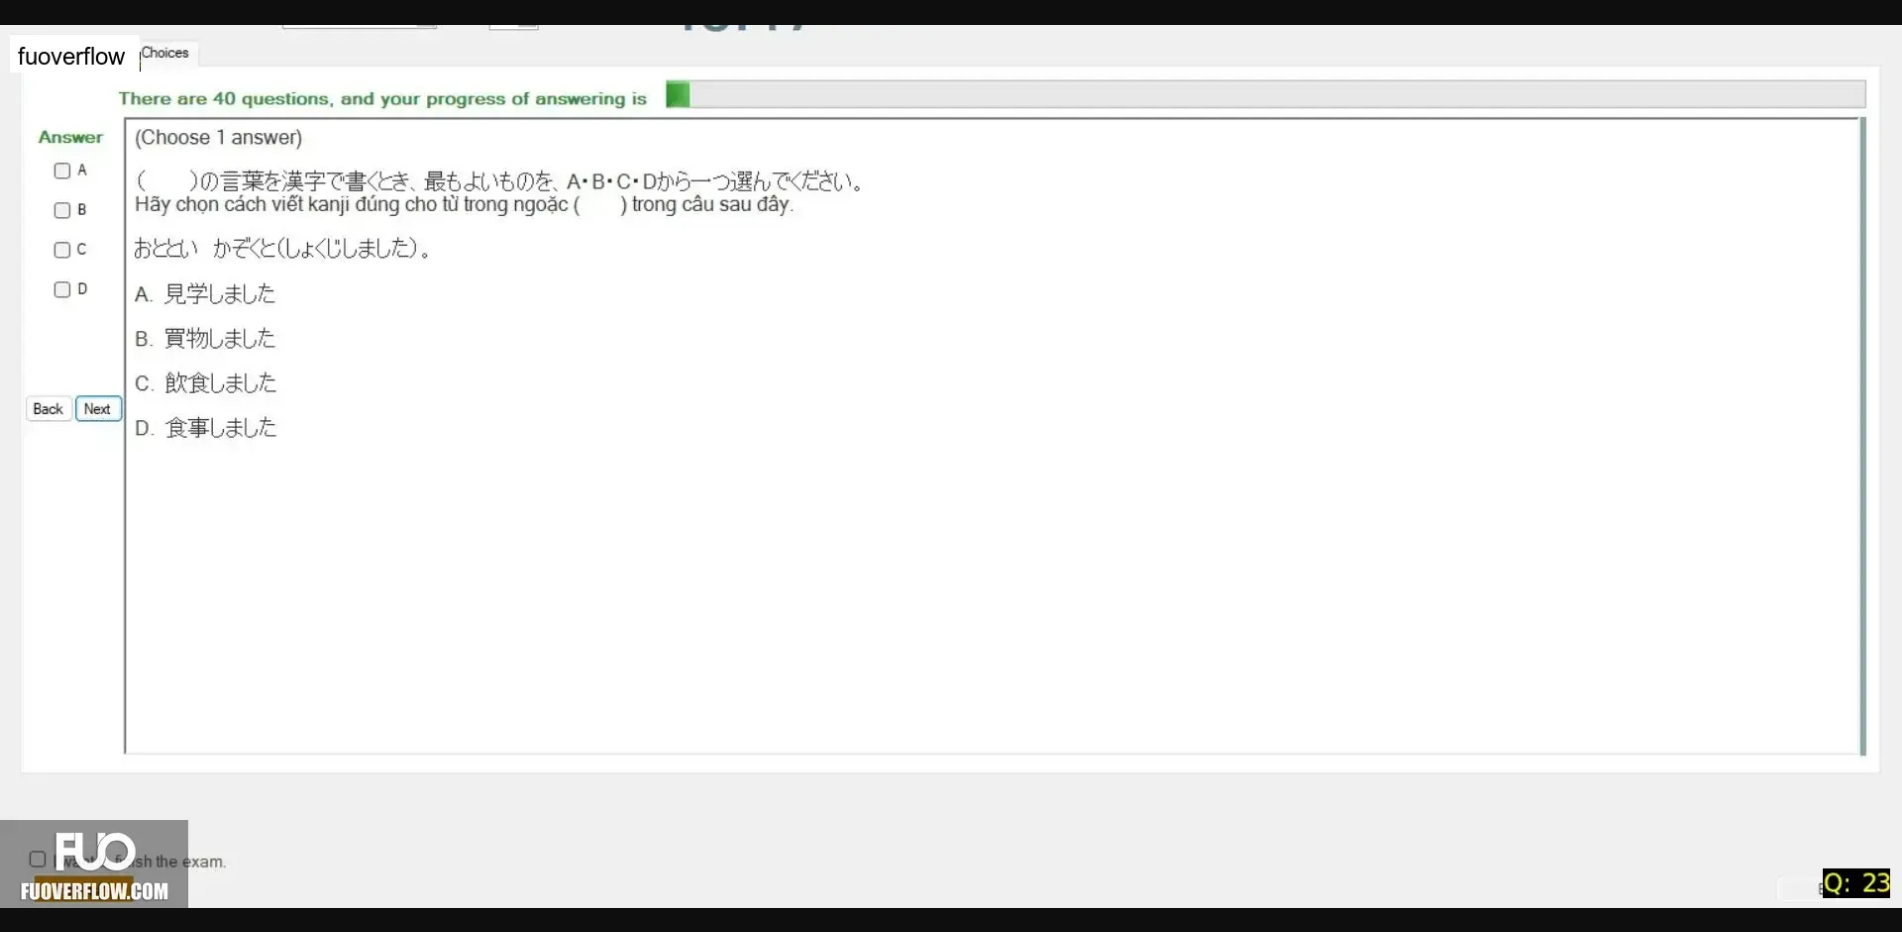 fuoverflow
Choices
There are 40 questions, and your progress of answering is
Answer
A
B
C
D
Back
Next
(Choose 1 answer)
(　　)の言葉を漢字で書くとき、最もよいものを、A・B・C・Dから一つ選んでください。
Hãy chọn cách viết kanji đúng cho từ trong ngoặc (　　) trong câu sau đây.
おととい　かぞくと(しょくじしました)。
A. 見学しました
B. 買物しました
C. 飲食しました
D. 食事しました
FUO
the exam.
FUOVERFLOW.COM
Q: 23